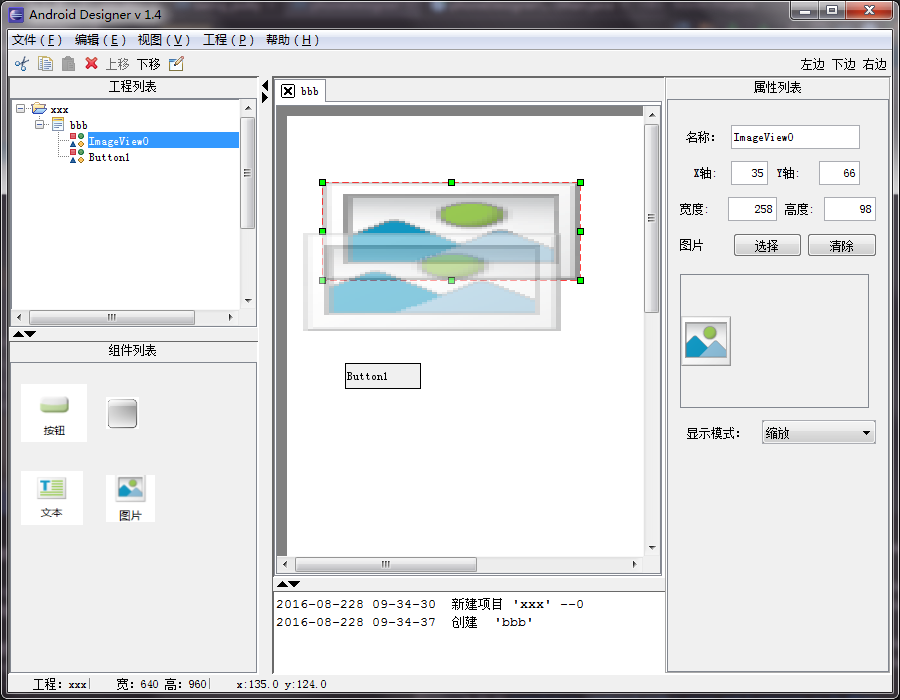 Android Designer v 1.4
文件(F) 编辑(E) 视图(V) 工程(P) 帮助(H)
上移 下移 左边 下边 右边
工程列表
xxx
bbb
ImageView0
Button1
组件列表
按钮
文本
图片
bbb
Button1
2016-08-228 09-34-30 新建项目 'xxx' --0
2016-08-228 09-34-37 创建 'bbb'
属性列表
名称: ImageView0
X轴: 35 Y轴: 66
宽度: 258 高度: 98
图片 选择 清除
显示模式: 缩放
工程: xxx 宽: 640 高: 960 x:135.0 y:124.0